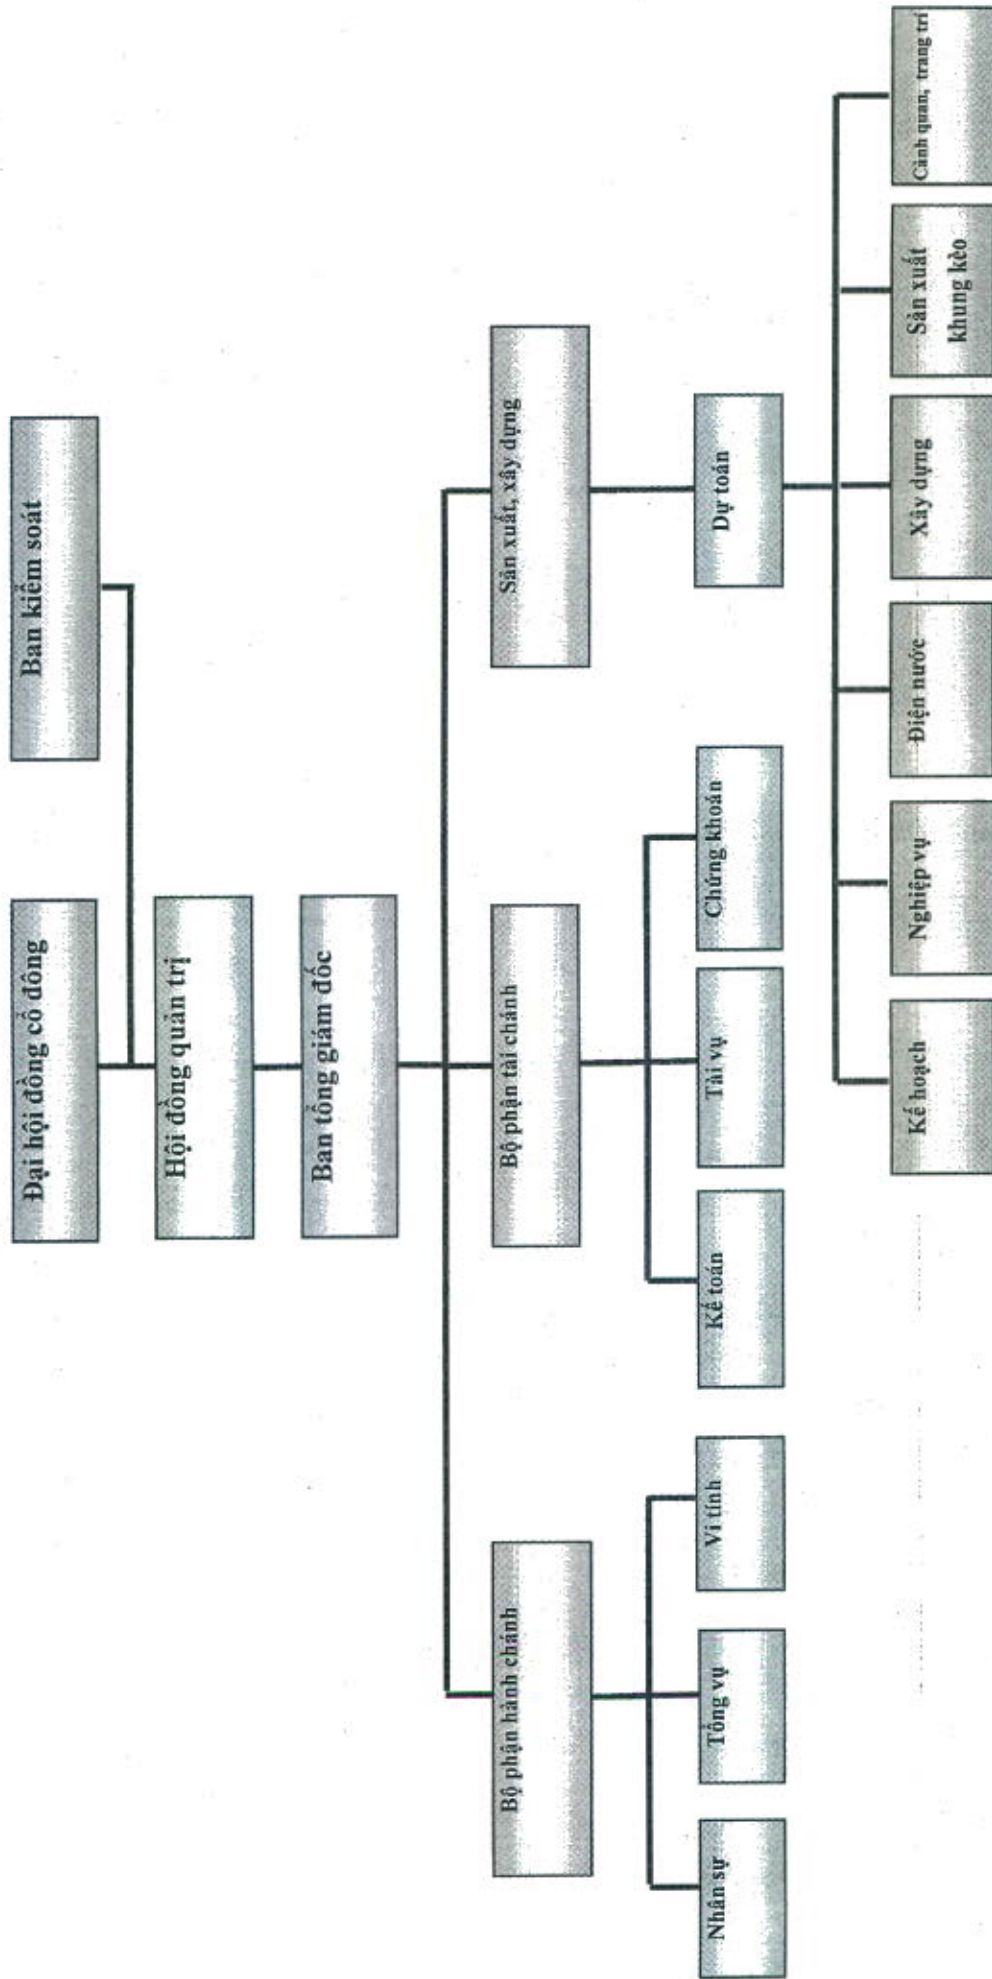 Đại hội đồng cổ đông
Ban kiểm soát
Hội đồng quản trị
Ban tổng giám đốc
Bộ phận hành chánh
Bộ phận tài chánh
Sản xuất, xây dựng
Nhân sự
Tổng vụ
Vi tính
Kế toán
Tài vụ
Chứng khoán
Dự toán
Kế hoạch
Nghiệp vụ
Điện nước
Xây dựng
Sản xuất
khung kèo
Cảnh quan, trang trí